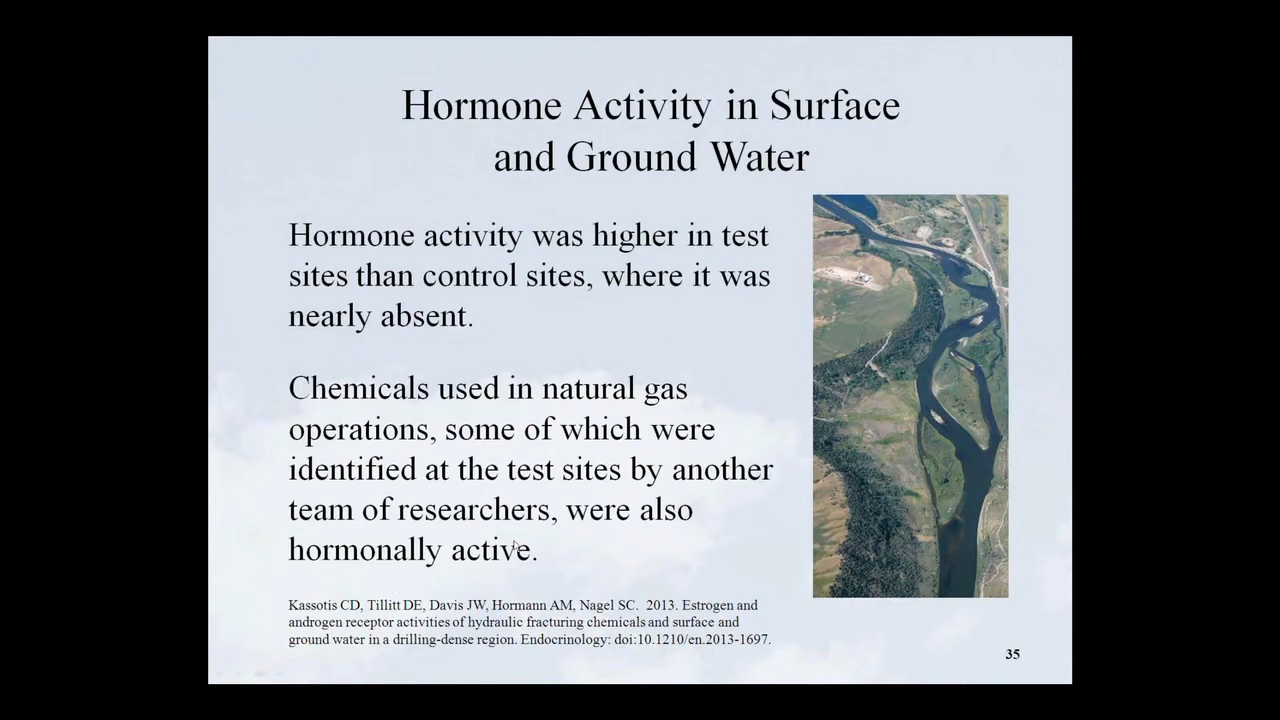 Hormone Activity in Surface
and Ground Water
Hormone activity was higher in test
sites than control sites, where it was
nearly absent.
Chemicals used in natural gas
operations, some of which were
identified at the test sites by another
team of researchers, were also
hormonally active.
Kassotis CD, Tillitt DE, Davis JW, Hormann AM, Nagel SC. 2013. Estrogen and
androgen receptor activities of hydraulic fracturing chemicals and surface and
ground water in a drilling-dense region. Endocrinology: doi:10.1210/en.2013-1697.
35